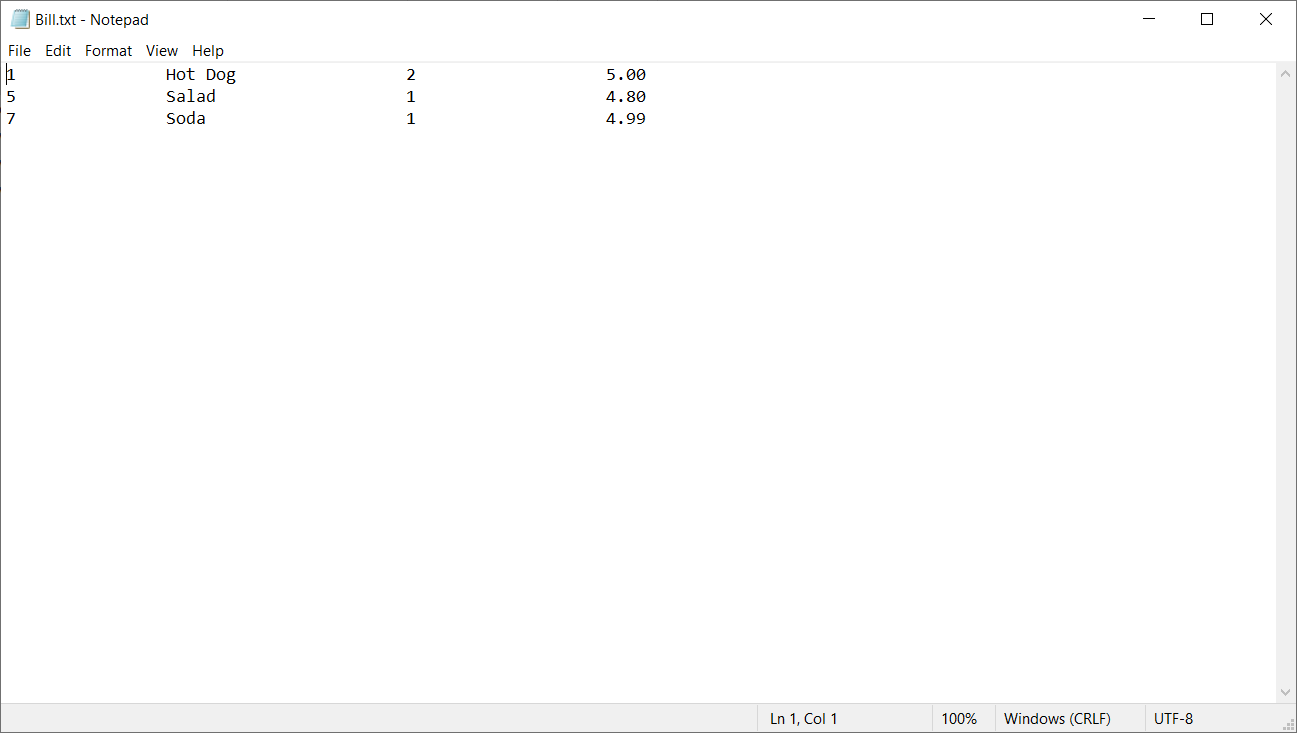 Bill.txt - Notepad
File Edit Format View Help
1 Hot Dog 2 5.00
5 Salad 1 4.80
7 Soda 1 4.99
Ln 1, Col 1 100% Windows (CRLF) UTF-8